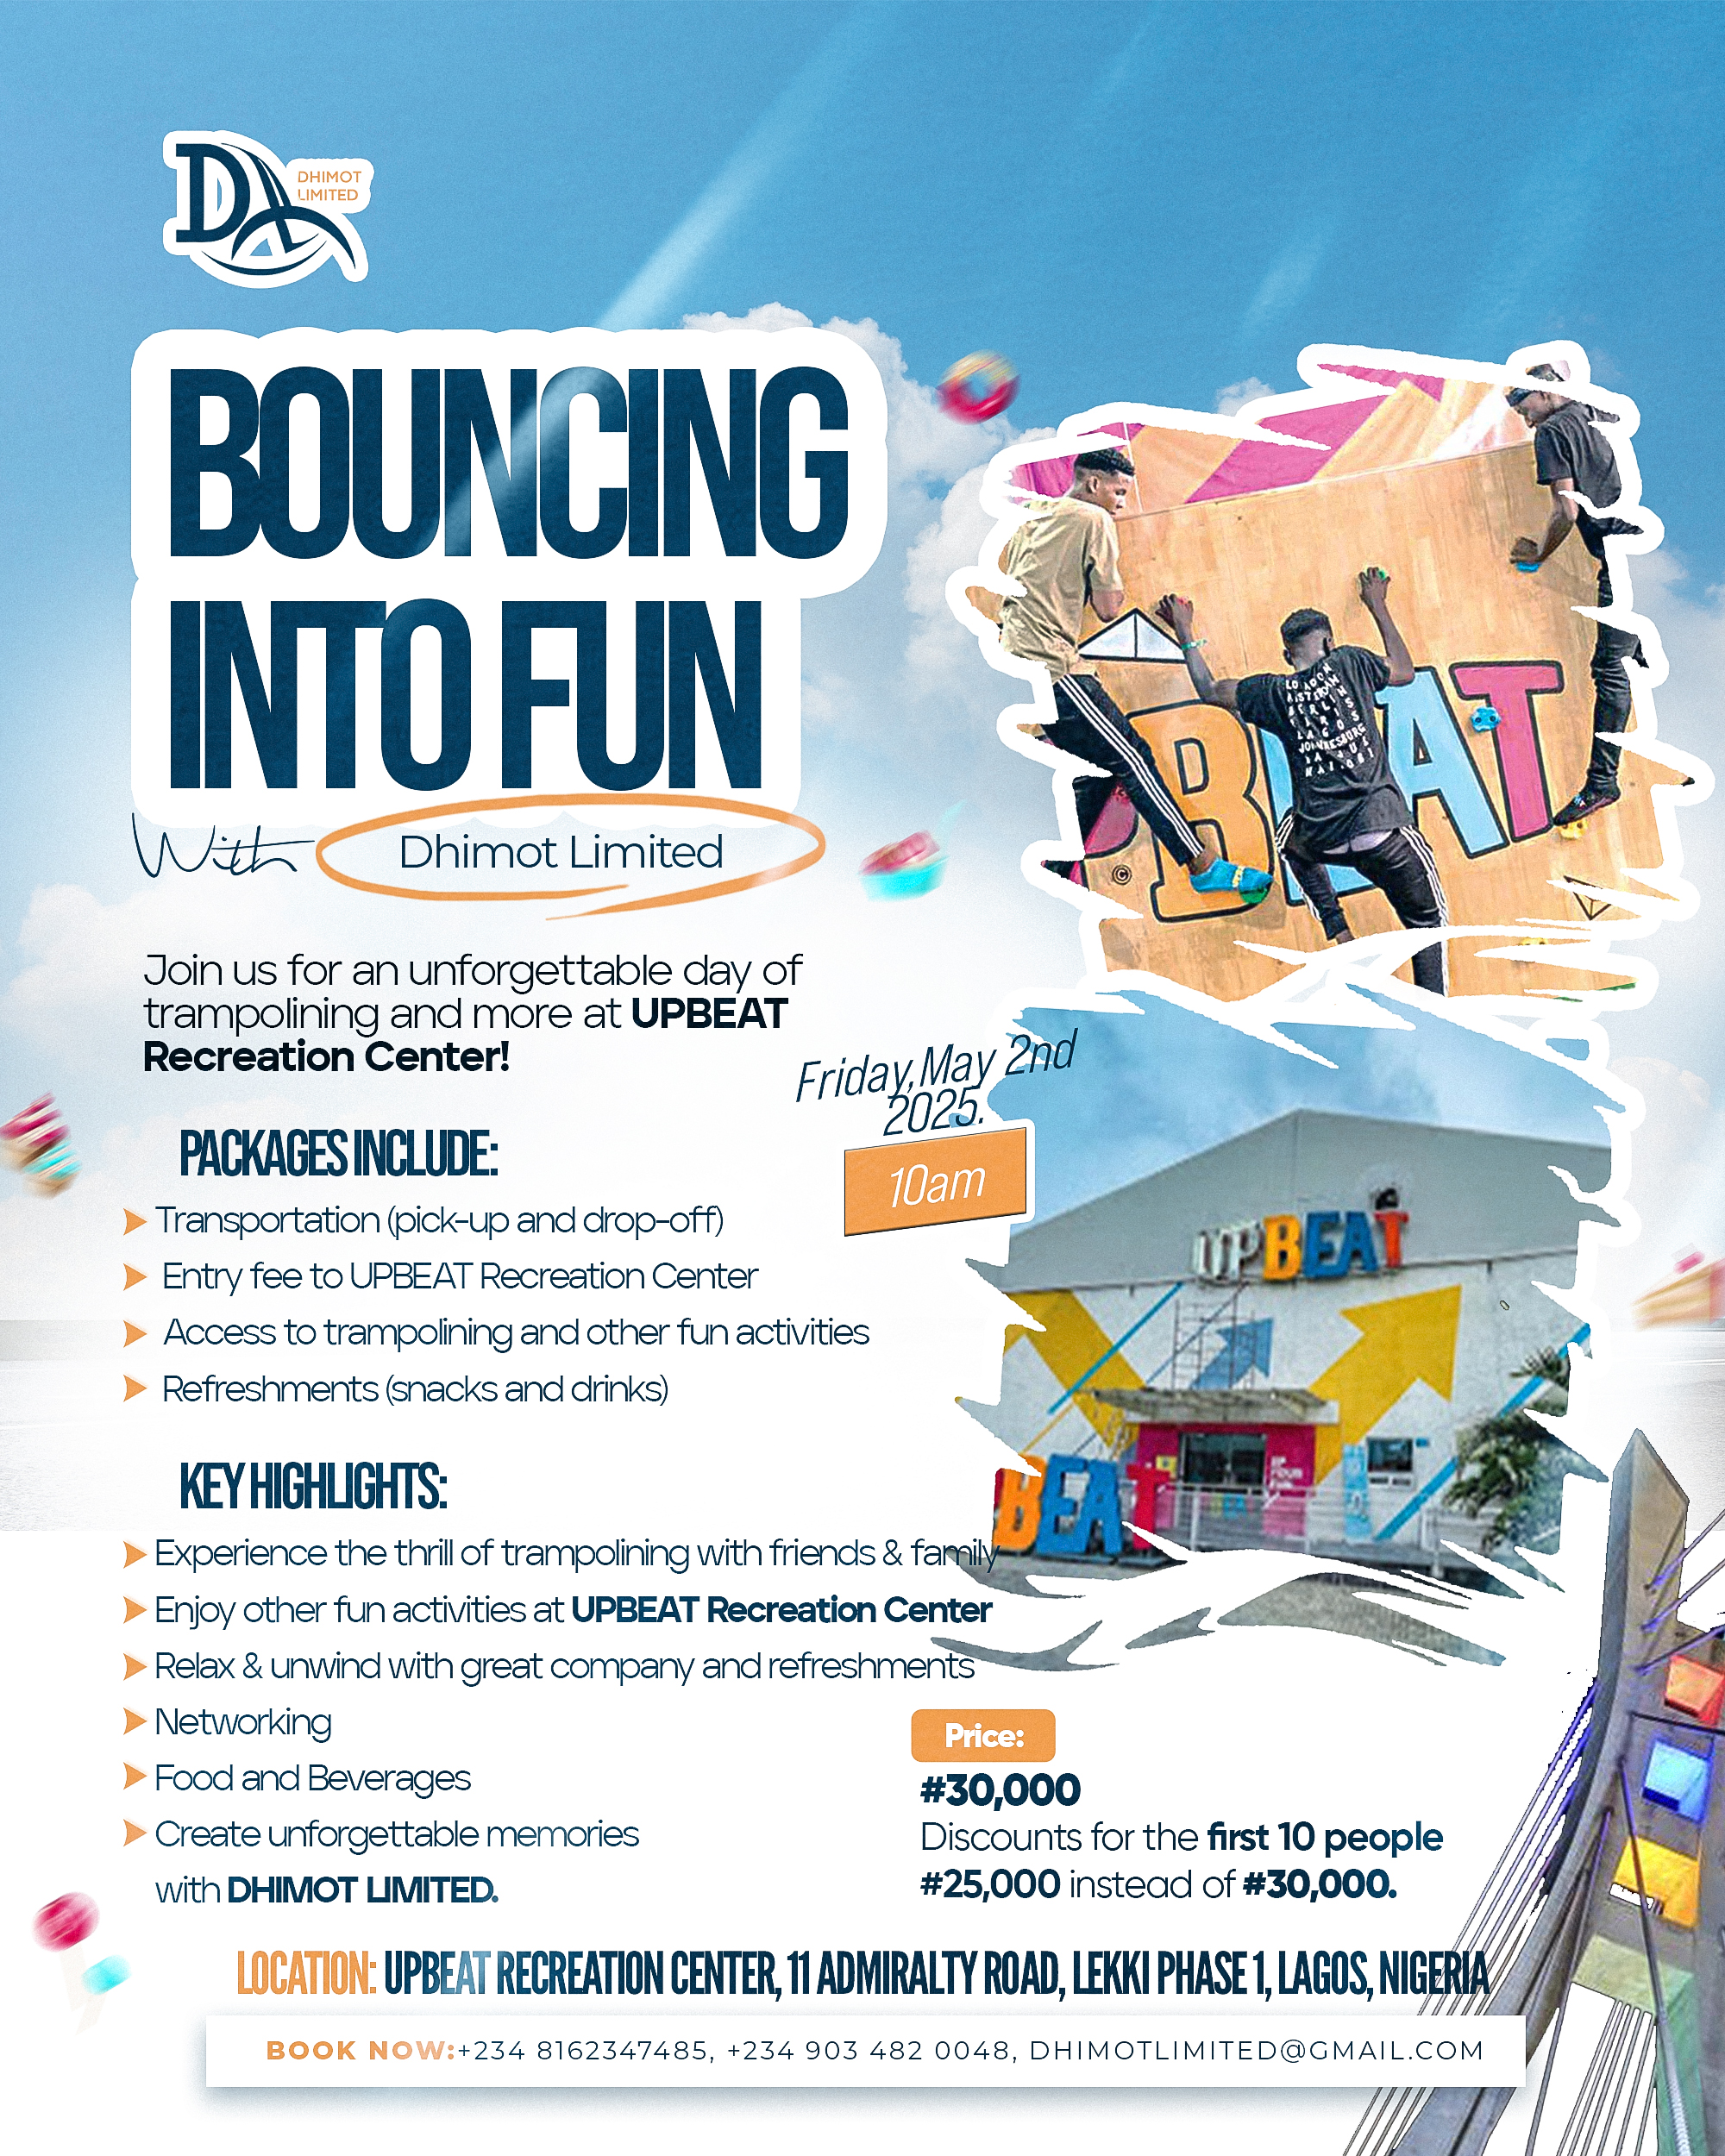 DHIMOT
LIMITED
BOUNCING
INTO FUN
With Dhimot Limited
Join us for an unforgettable day of
trampolining and more at UPBEAT
Recreation Center!
Friday, May 2nd
2025.
10am
PACKAGES INCLUDE:
Transportation (pick-up and drop-off)
Entry fee to UPBEAT Recreation Center
Access to trampolining and other fun activities
Refreshments (snacks and drinks)
KEY HIGHLIGHTS:
Experience the thrill of trampolining with friends & family
Enjoy other fun activities at UPBEAT Recreation Center
Relax & unwind with great company and refreshments
Networking
Food and Beverages
Create unforgettable memories
with DHIMOT LIMITED.
BEAT
UPBEAT
BEAT
Price:
#30,000
Discounts for the first 10 people
#25,000 instead of #30,000.
LOCATION: UPBEAT RECREATION CENTER, 11 ADMIRALTY ROAD, LEKKI PHASE 1, LAGOS, NIGERIA
BOOK NOW:+234 8162347485, +234 903 482 0048, DHIMOTLIMITED@GMAIL.COM